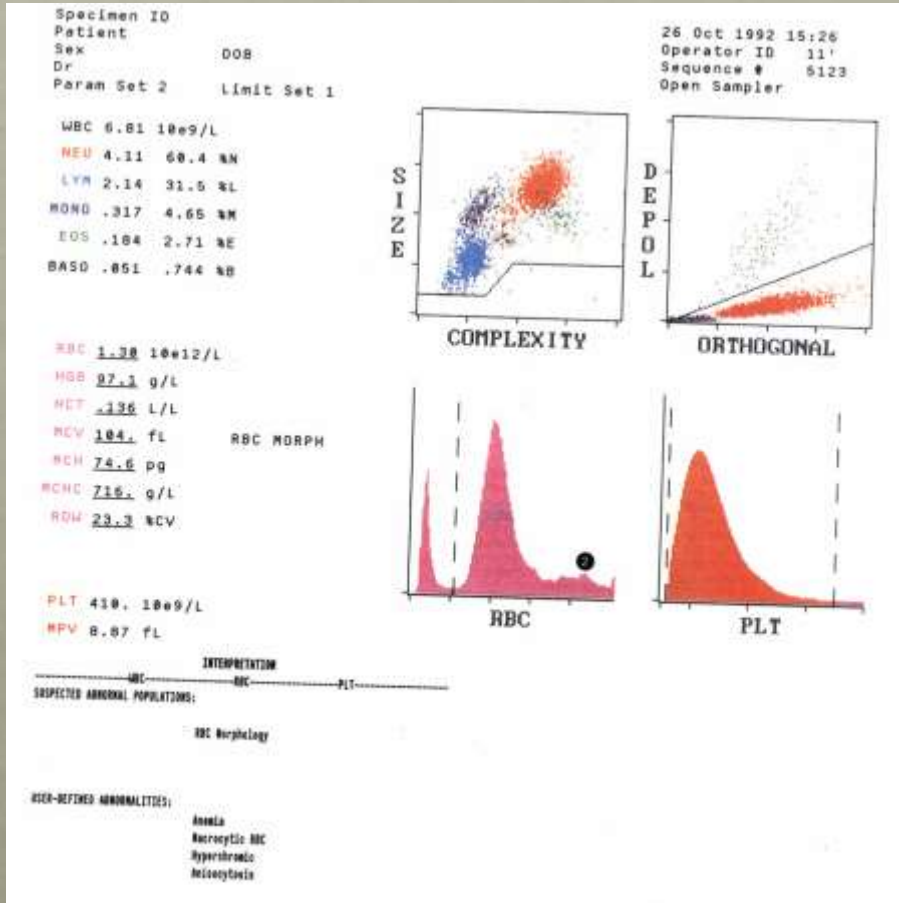 Specimen ID
Patient
Sex DOB
Dr
Param Set 2 Limit Set 1
26 Oct 1992 15:26
Operator ID 11'
Sequence # 5123
Open Sampler
WBC 6.81 10e9/L
NEU 4.11 60.4 %N
LYM 2.14 31.5 %L
MONO .317 4.65 %M
EOS .184 2.71 %E
BASO .051 .744 %B
SIZE
COMPLEXITY
DEPOL
ORTHOGONAL
RBC 1.30 10e12/L
HGB 97.1 g/L
HCT .136 L/L
MCV 104. fL RBC MORPH
MCH 74.6 pg
MCHC 716. g/L
RDW 23.3 %CV
2
RBC
PLT
PLT 410. 10e9/L
MPV 8.87 fL
INTERPRETATION
WBC RBC PLT
SUSPECTED ABNORMAL POPULATIONS:
RBC Morphology
USER-DEFINED ABNORMALITIES:
Anemia
Macrocytic RBC
Hyperchromic
Anisocytosis